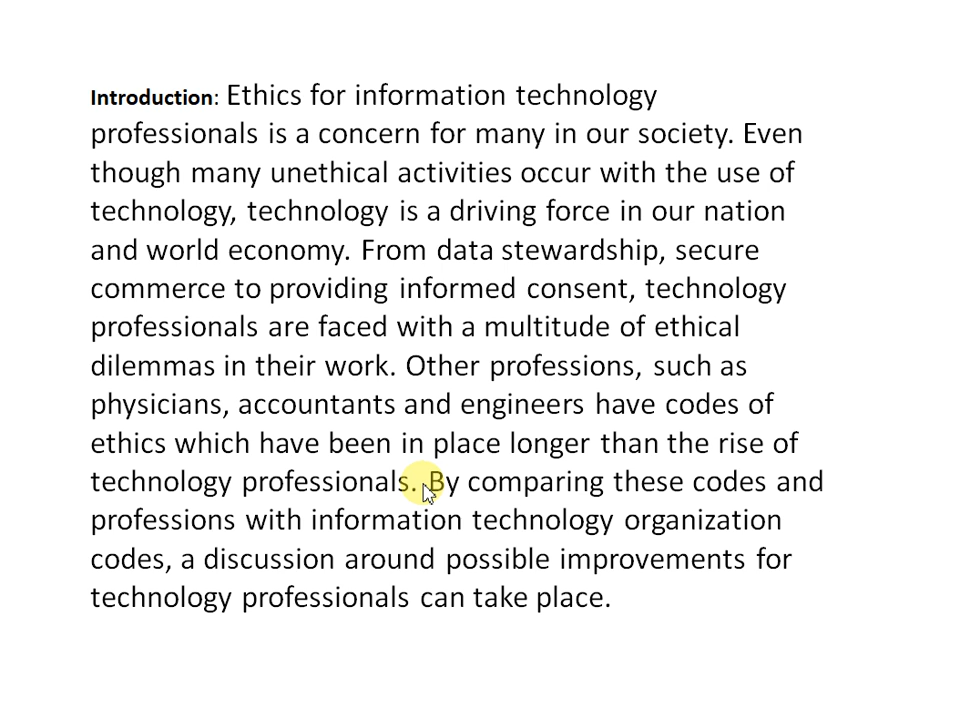 Introduction: Ethics for information technology
professionals is a concern for many in our society. Even
though many unethical activities occur with the use of
technology, technology is a driving force in our nation
and world economy. From data stewardship, secure
commerce to providing informed consent, technology
professionals are faced with a multitude of ethical
dilemmas in their work. Other professions, such as
physicians, accountants and engineers have codes of
ethics which have been in place longer than the rise of
technology professionals. By comparing these codes and
professions with information technology organization
codes, a discussion around possible improvements for
technology professionals can take place.